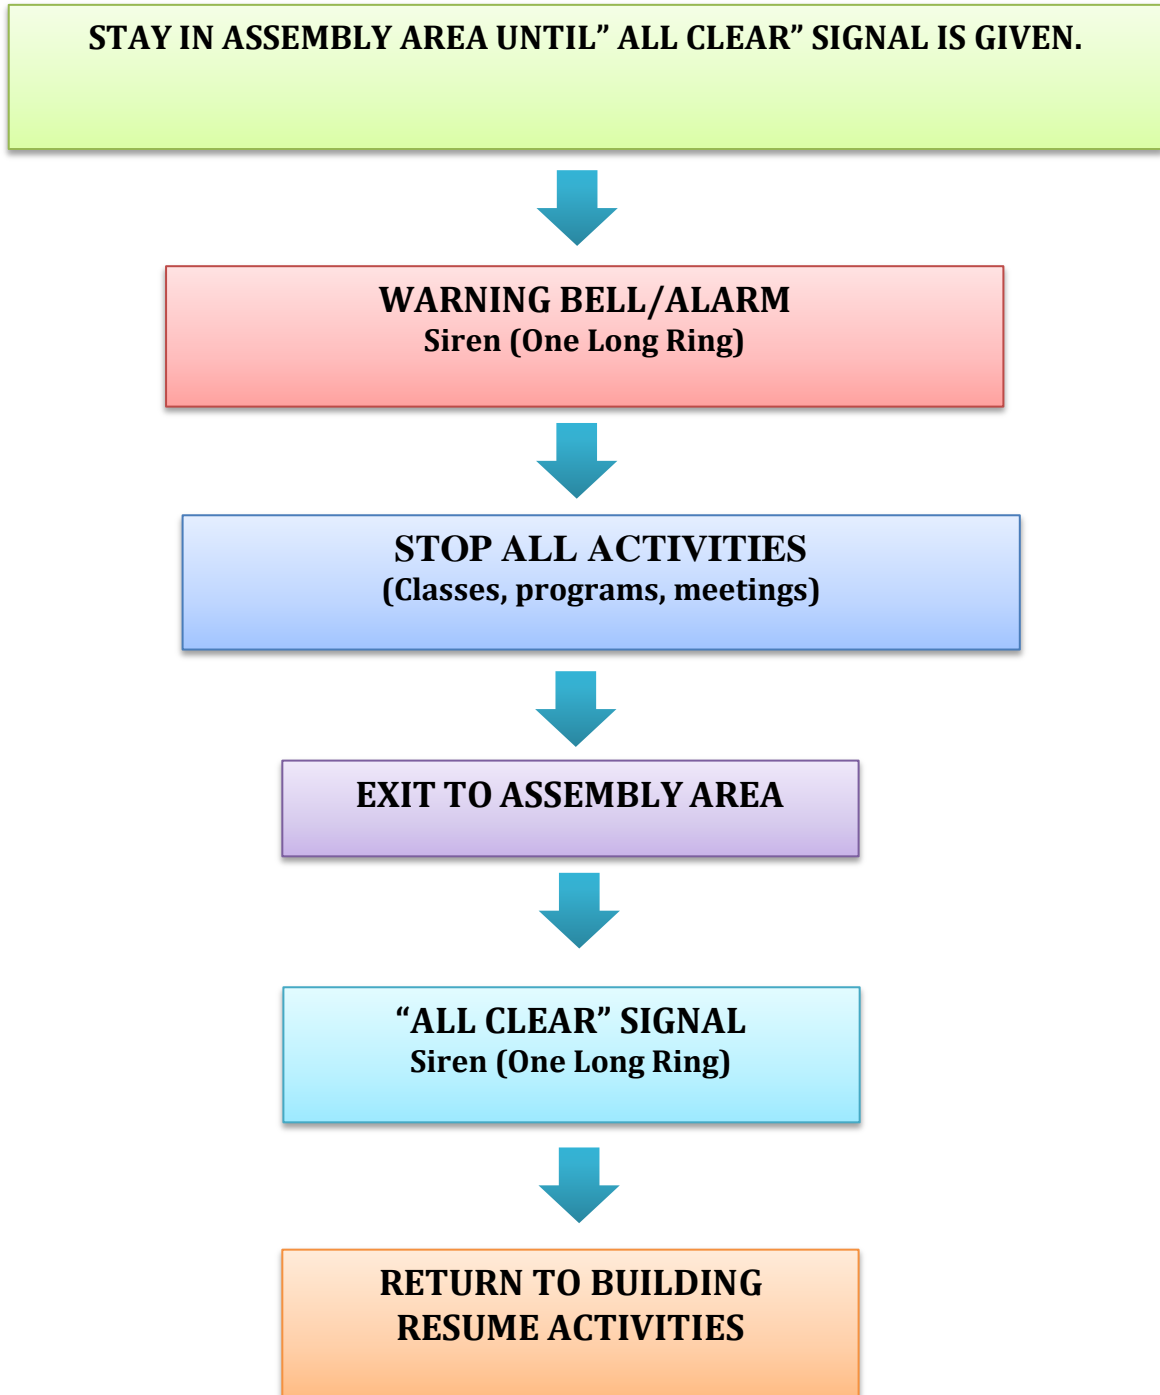 STAY IN ASSEMBLY AREA UNTIL” ALL CLEAR” SIGNAL IS GIVEN.
WARNING BELL/ALARM
Siren (One Long Ring)
STOP ALL ACTIVITIES
(Classes, programs, meetings)
EXIT TO ASSEMBLY AREA
“ALL CLEAR” SIGNAL
Siren (One Long Ring)
RETURN TO BUILDING
RESUME ACTIVITIES